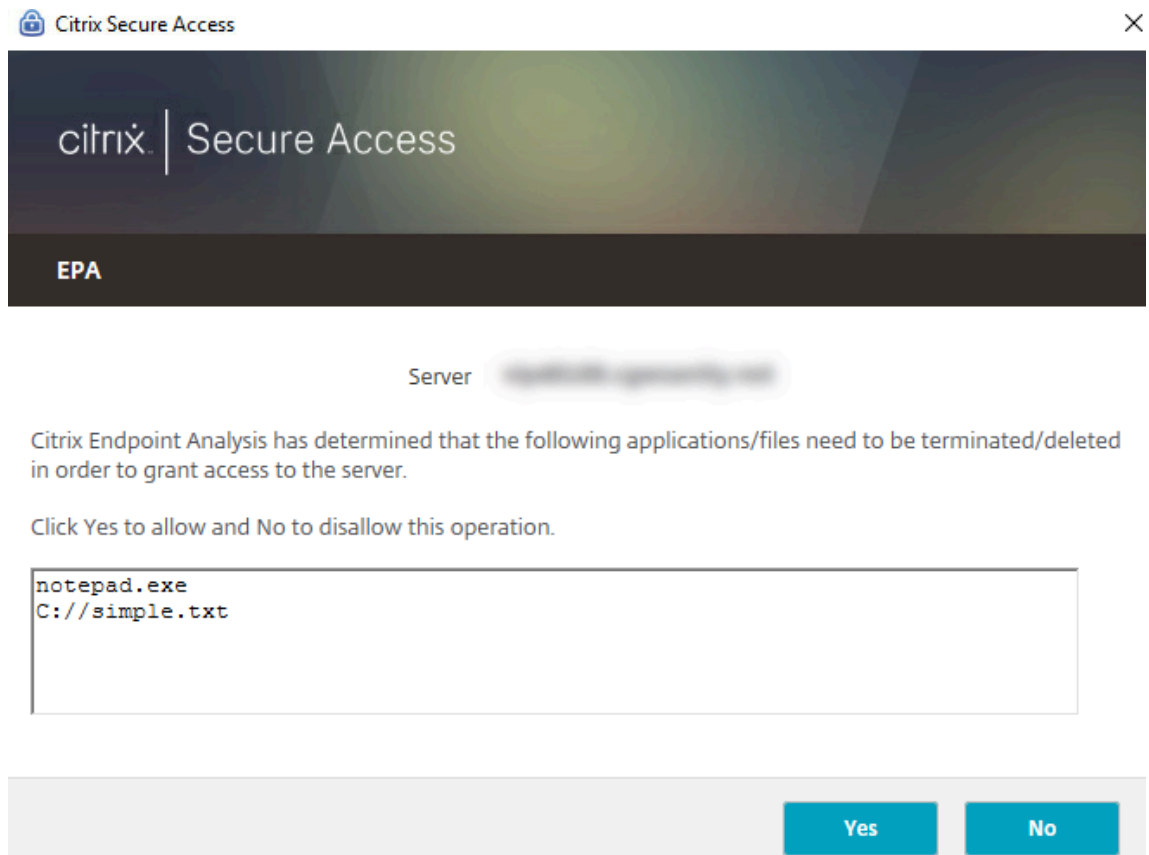 Citrix Secure Access
citrix. | Secure Access
EPA
Server
Citrix Endpoint Analysis has determined that the following applications/files need to be terminated/deleted
in order to grant access to the server.
Click Yes to allow and No to disallow this operation.
notepad.exe
C://simple.txt
Yes No